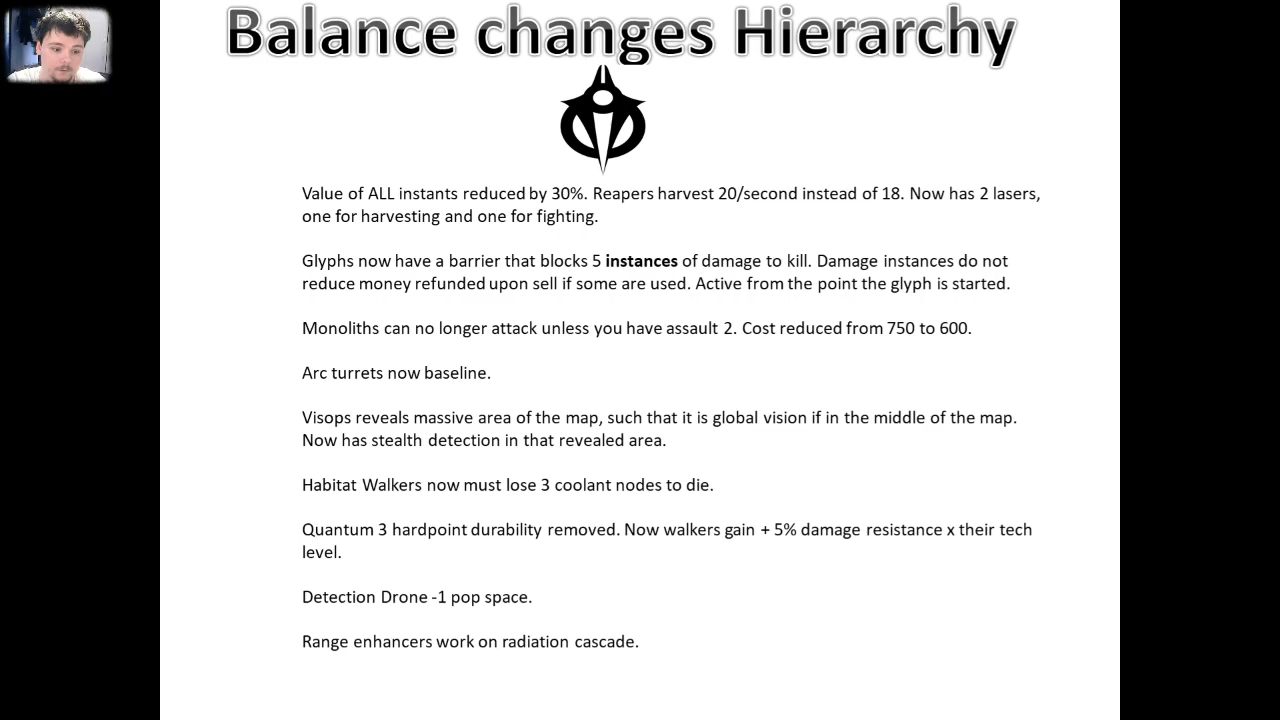 Balance changes Hierarchy
Value of ALL instants reduced by 30%. Reapers harvest 20/second instead of 18. Now has 2 lasers,
one for harvesting and one for fighting.
Glyphs now have a barrier that blocks 5 instances of damage to kill. Damage instances do not
reduce money refunded upon sell if some are used. Active from the point the glyph is started.
Monoliths can no longer attack unless you have assault 2. Cost reduced from 750 to 600.
Arc turrets now baseline.
Visops reveals massive area of the map, such that it is global vision if in the middle of the map.
Now has stealth detection in that revealed area.
Habitat Walkers now must lose 3 coolant nodes to die.
Quantum 3 hardpoint durability removed. Now walkers gain + 5% damage resistance x their tech
level.
Detection Drone -1 pop space.
Range enhancers work on radiation cascade.